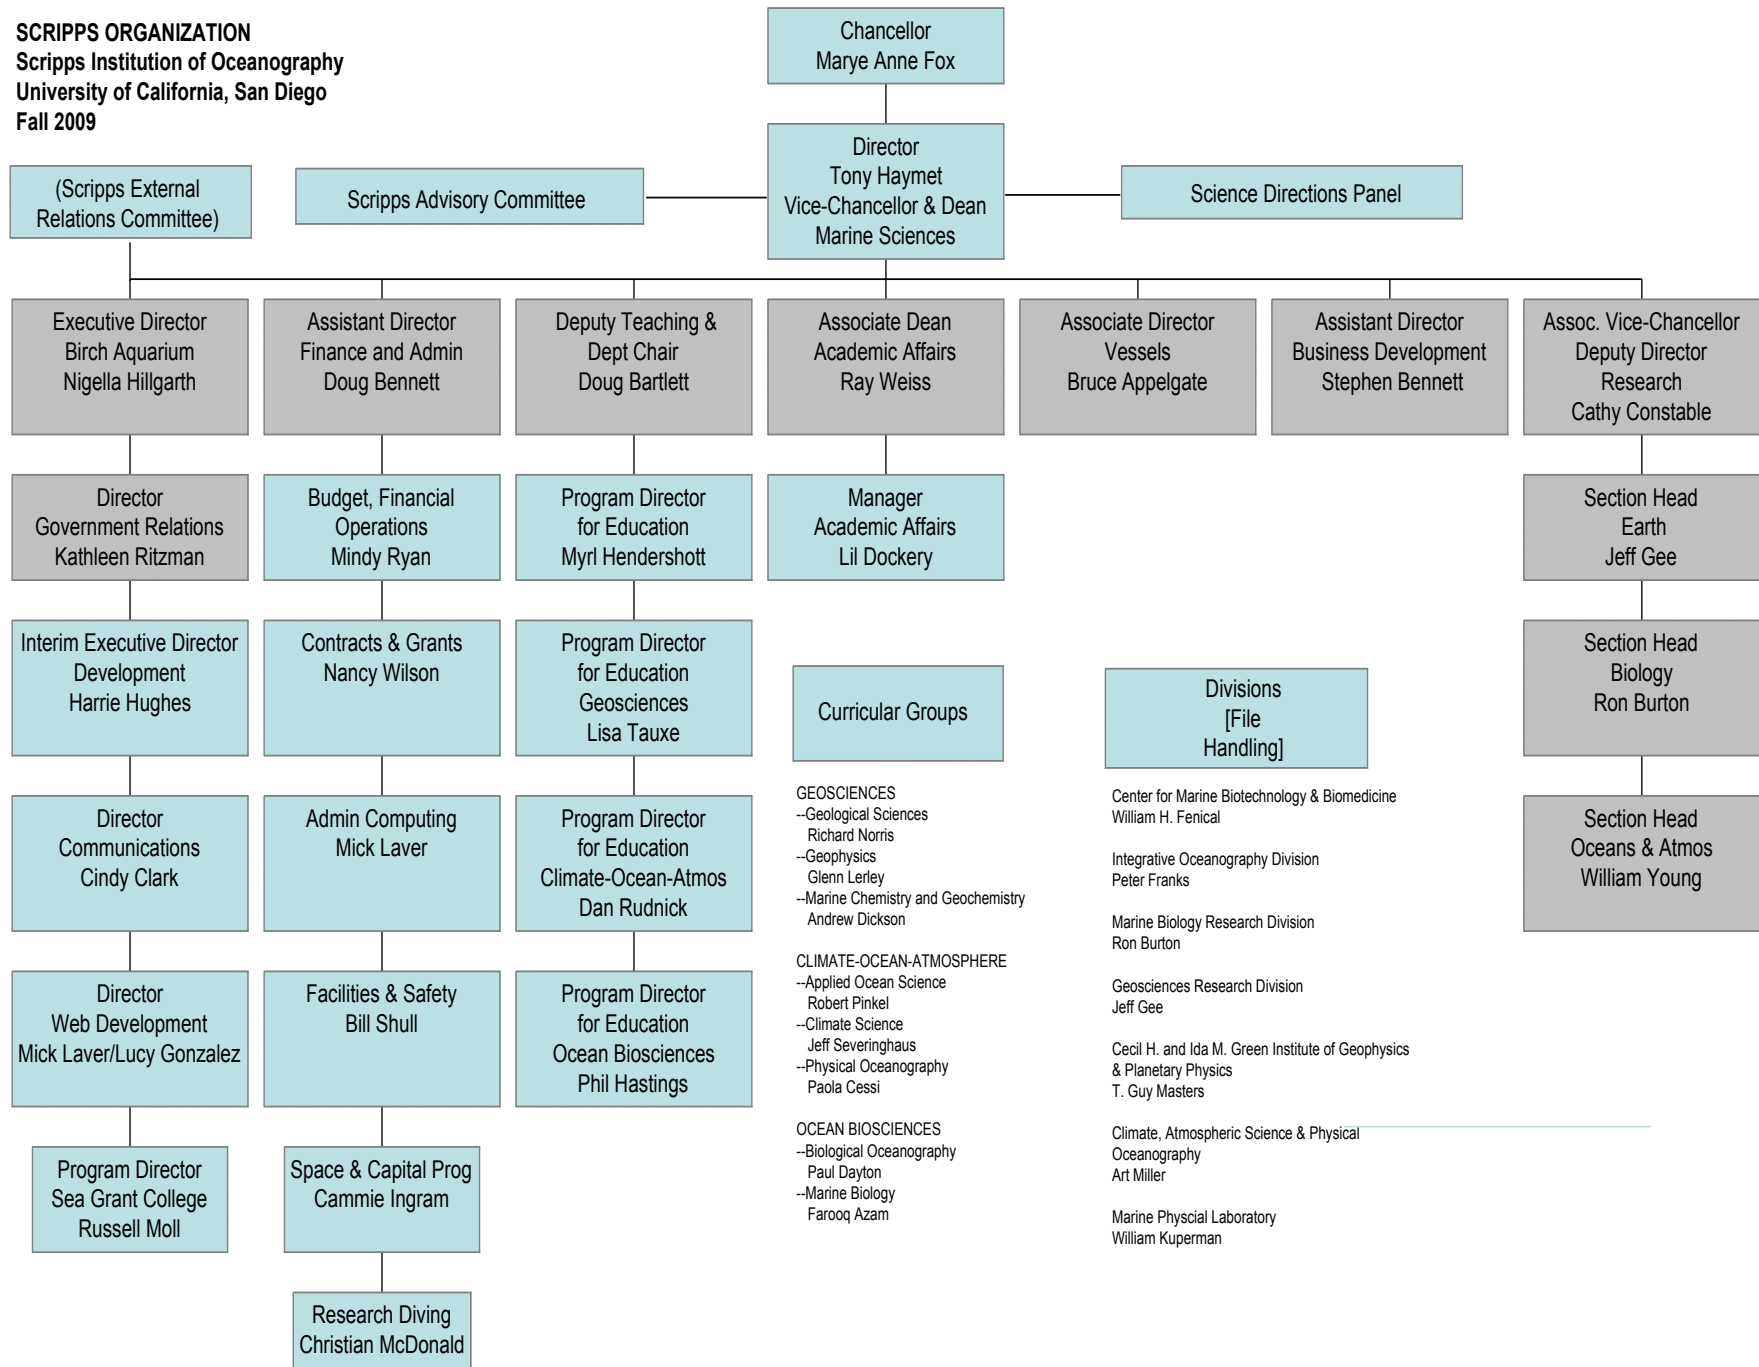 SCRIPPS ORGANIZATION
Scripps Institution of Oceanography
University of California, San Diego
Fall 2009
Chancellor
Marye Anne Fox
Director
Tony Haymet
Vice-Chancellor & Dean
Marine Sciences
(Scripps External
Relations Committee)
Scripps Advisory Committee
Science Directions Panel
Executive Director
Birch Aquarium
Nigella Hillgarth
Assistant Director
Finance and Admin
Doug Bennett
Deputy Teaching &
Dept Chair
Doug Bartlett
Associate Dean
Academic Affairs
Ray Weiss
Associate Director
Vessels
Bruce Appelgate
Assistant Director
Business Development
Stephen Bennett
Assoc. Vice-Chancellor
Deputy Director
Research
Cathy Constable
Director
Government Relations
Kathleen Ritzman
Budget, Financial
Operations
Mindy Ryan
Program Director
for Education
Myrl Hendershott
Manager
Academic Affairs
Lil Dockery
Section Head
Earth
Jeff Gee
Interim Executive Director
Development
Harrie Hughes
Contracts & Grants
Nancy Wilson
Program Director
for Education
Geosciences
Lisa Tauxe
Curricular Groups
Divisions
[File
Handling]
Section Head
Biology
Ron Burton
Director
Communications
Cindy Clark
Admin Computing
Mick Laver
Program Director
for Education
Climate-Ocean-Atmos
Dan Rudnick
Section Head
Oceans & Atmos
William Young
Director
Web Development
Mick Laver/Lucy Gonzalez
Facilities & Safety
Bill Shull
Program Director
for Education
Ocean Biosciences
Phil Hastings
Program Director
Sea Grant College
Russell Moll
Space & Capital Prog
Cammie Ingram
Research Diving
Christian McDonald
GEOSCIENCES
--Geological Sciences
Richard Norris
--Geophysics
Glenn Lerley
--Marine Chemistry and Geochemistry
Andrew Dickson
CLIMATE-OCEAN-ATMOSPHERE
--Applied Ocean Science
Robert Pinkel
--Climate Science
Jeff Severinghaus
--Physical Oceanography
Paola Cessi
OCEAN BIOSCIENCES
--Biological Oceanography
Paul Dayton
--Marine Biology
Farooq Azam
Center for Marine Biotechnology & Biomedicine
William H. Fenical
Integrative Oceanography Division
Peter Franks
Marine Biology Research Division
Ron Burton
Geosciences Research Division
Jeff Gee
Cecil H. and Ida M. Green Institute of Geophysics
& Planetary Physics
T. Guy Masters
Climate, Atmospheric Science & Physical
Oceanography
Art Miller
Marine Physcial Laboratory
William Kuperman